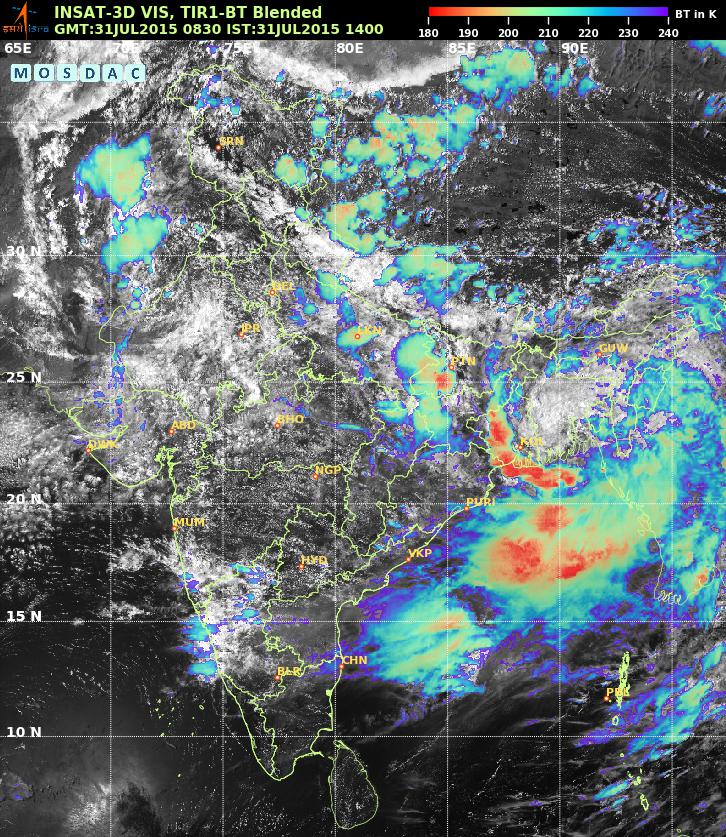 INSAT-3D VIS, TIR1-BT Blended
GMT:31JUL2015 0830 IST:31JUL2015 1400
BT in K
180 190 200 210 220 230 240
65E 70E 75E 80E 85E 90E
M O S D A C
SRN
30 N
DEL
JPR
LKN
PTN
GUW
25 N
ABD
BHO
DWK
KOL
NGP
20 N
PURI
MUM
VKP
HYD
15 N
CHN
BLR
PBL
10 N